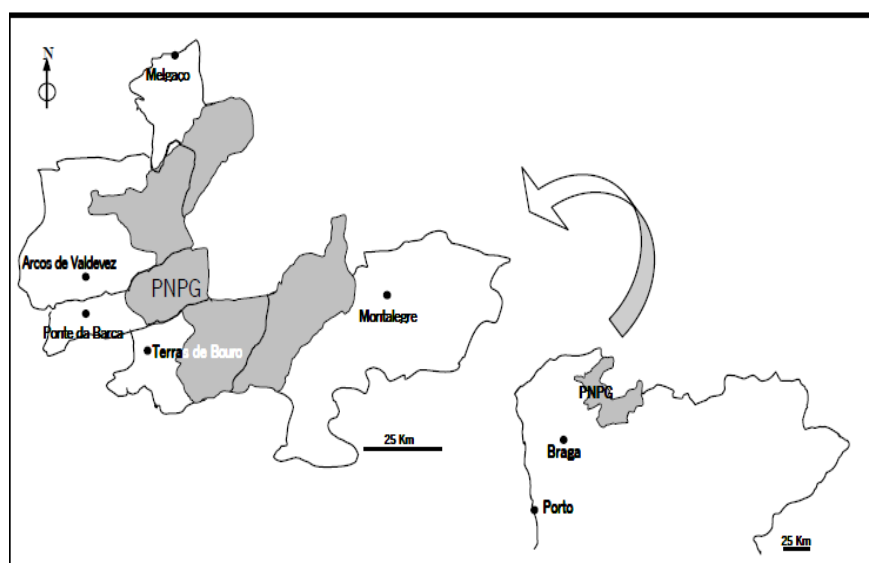 N
Melgaço
Arcos de Valdevez
PNPG
Ponte da Barca
Montalegre
Terras de Bouro
25 Km
PNPG
Braga
Porto
25 Km